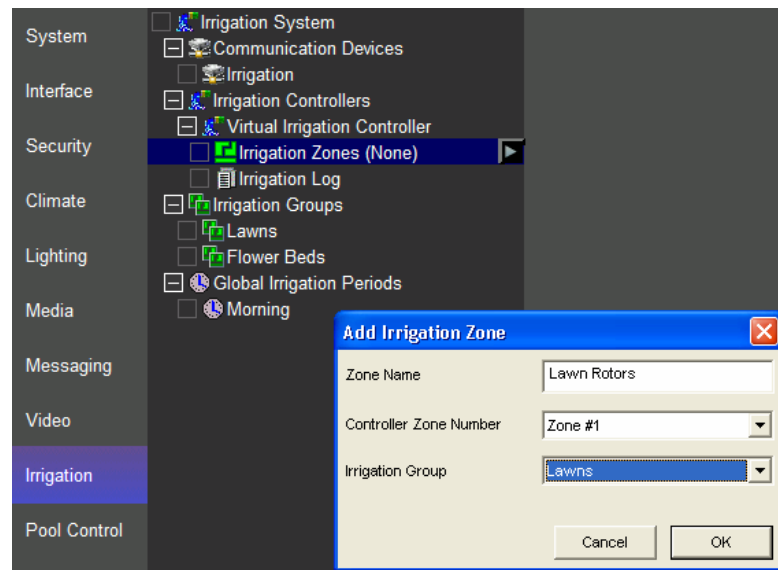 System
Interface
Security
Climate
Lighting
Media
Messaging
Video
Irrigation
Pool Control
Irrigation System
Communication Devices
Irrigation
Irrigation Controllers
Virtual Irrigation Controller
Irrigation Zones (None)
Irrigation Log
Irrigation Groups
Lawns
Flower Beds
Global Irrigation Periods
Morning
Add Irrigation Zone
Zone Name Lawn Rotors
Controller Zone Number Zone #1
Irrigation Group Lawns
Cancel OK